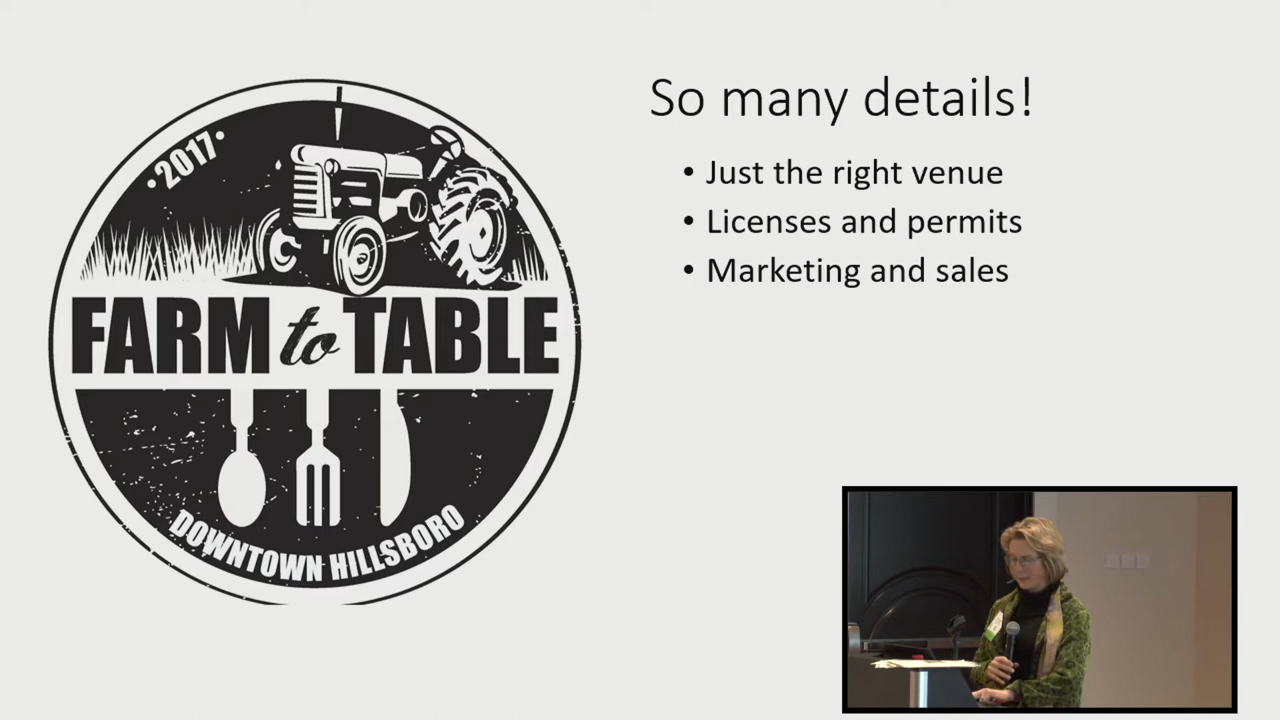 ·2017·
FARM to TABLE
DOWNTOWN HILLSBORO
So many details!
• Just the right venue
• Licenses and permits
• Marketing and sales